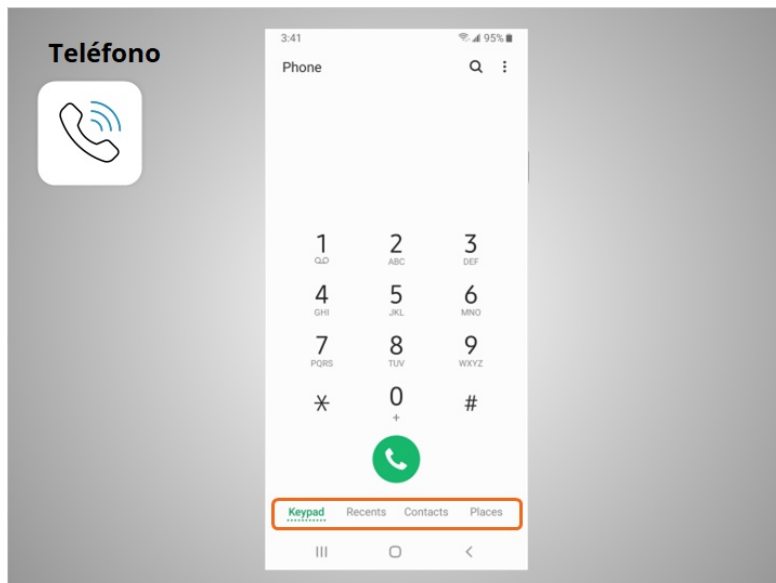 Teléfono
3:41 95%
Phone
1 2 3
ABC DEF
4 5 6
GHI JKL MNO
7 8 9
PQRS TUV WXYZ
* 0 #
+
Keypad Recents Contacts Places